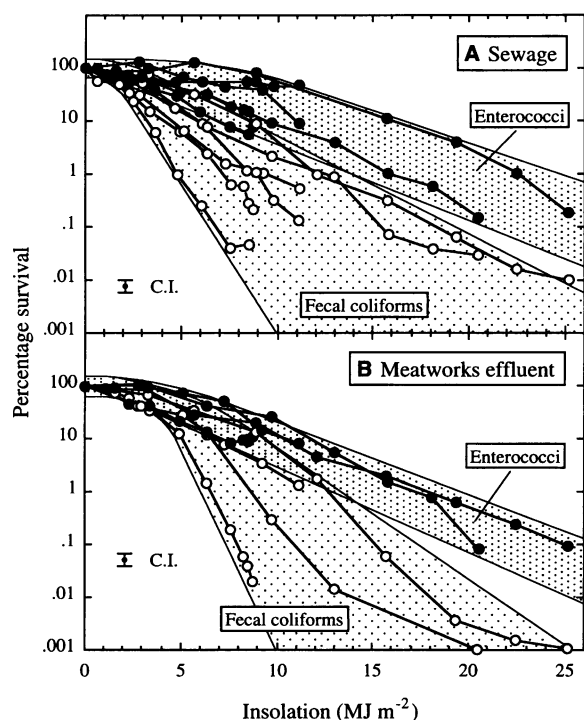 A Sewage
100
10
1
0.1
.01
.001
Enterococci
C.I.
Fecal coliforms
Percentage survival
B Meatworks effluent
100
10
1
.1
.01
.001
Enterococci
C.I.
Fecal coliforms
0 5 10 15 20 25
Insolation (MJ m⁻²)